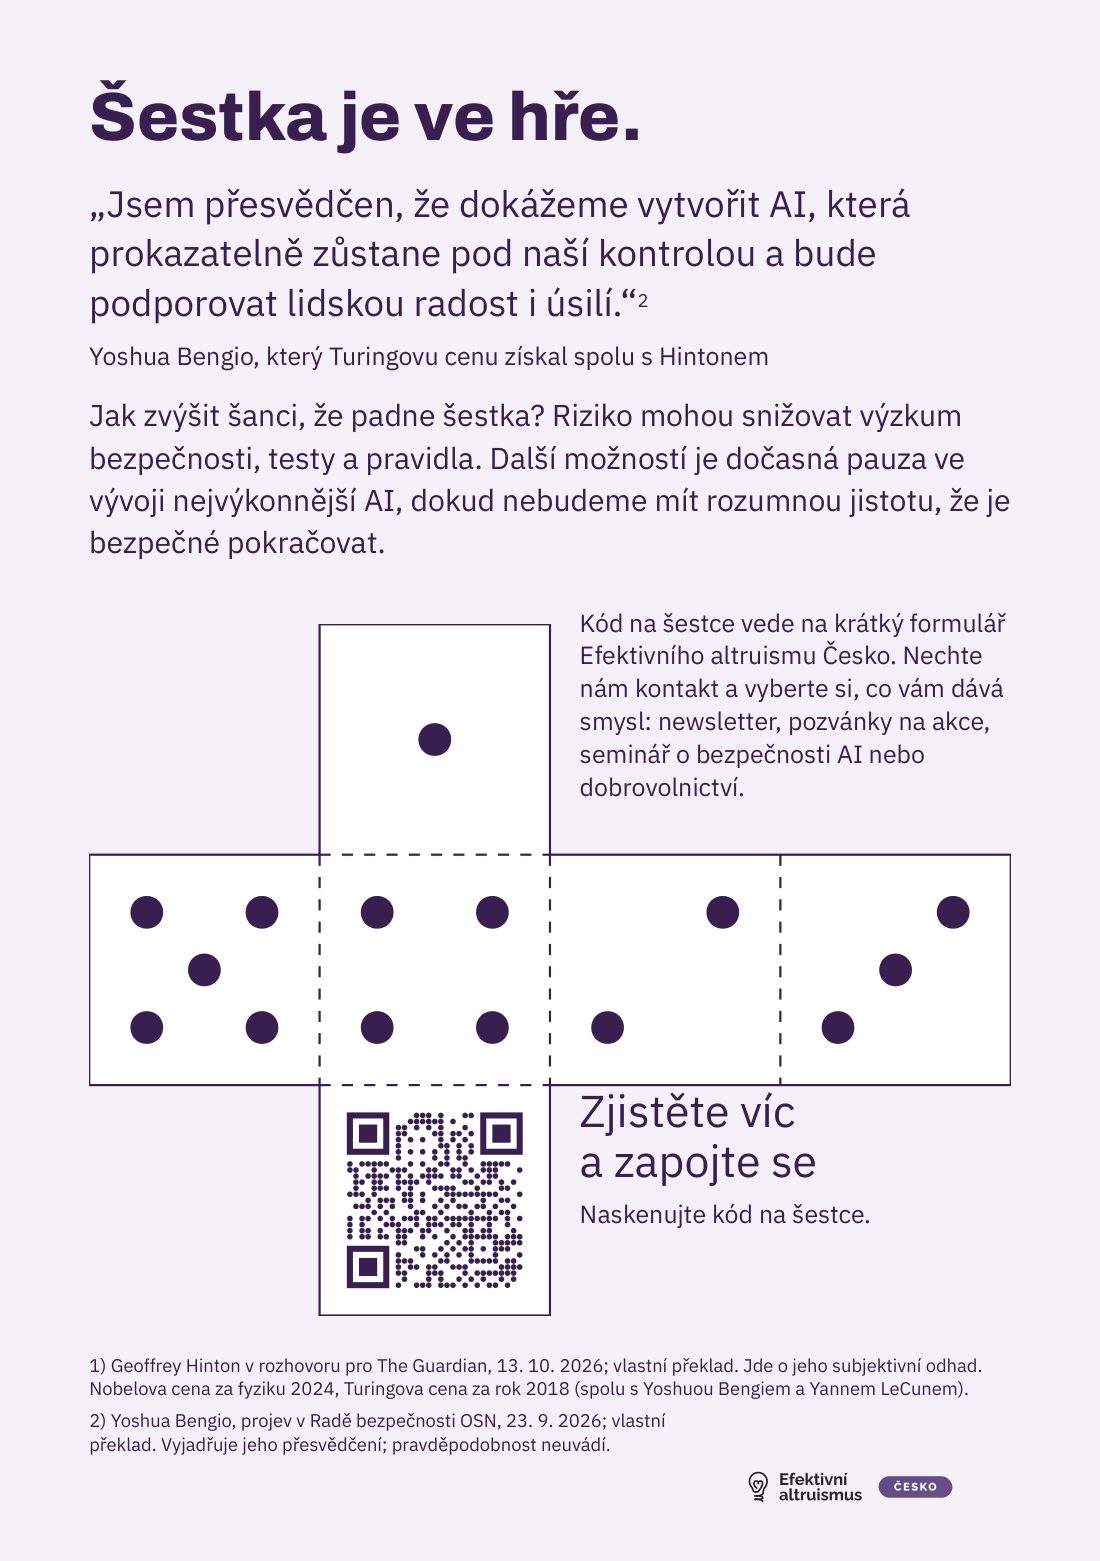 Šestka je ve hře.
„Jsem přesvědčen, že dokážeme vytvořit AI, která
prokazatelně zůstane pod naší kontrolou a bude
podporovat lidskou radost i úsilí.“2
Yoshua Bengio, který Turingovu cenu získal spolu s Hintonem
Jak zvýšit šanci, že padne šestka? Riziko mohou snižovat výzkum
bezpečnosti, testy a pravidla. Další možností je dočasná pauza ve
vývoji nejvýkonnější AI, dokud nebudeme mít rozumnou jistotu, že je
bezpečné pokračovat.
Kód na šestce vede na krátký formulář
Efektivního altruismu Česko. Nechte
nám kontakt a vyberte si, co vám dává
smysl: newsletter, pozvánky na akce,
seminář o bezpečnosti AI nebo
dobrovolnictví.
Zjistěte víc
a zapojte se
Naskenujte kód na šestce.
1) Geoffrey Hinton v rozhovoru pro The Guardian, 13. 10. 2026; vlastní překlad. Jde o jeho subjektivní odhad.
Nobelova cena za fyziku 2024, Turingova cena za rok 2018 (spolu s Yoshuou Bengiem a Yannem LeCunem).
2) Yoshua Bengio, projev v Radě bezpečnosti OSN, 23. 9. 2026; vlastní
překlad. Vyjadřuje jeho přesvědčení; pravděpodobnost neuvádí.
Efektivní
altruismus
ČESKO